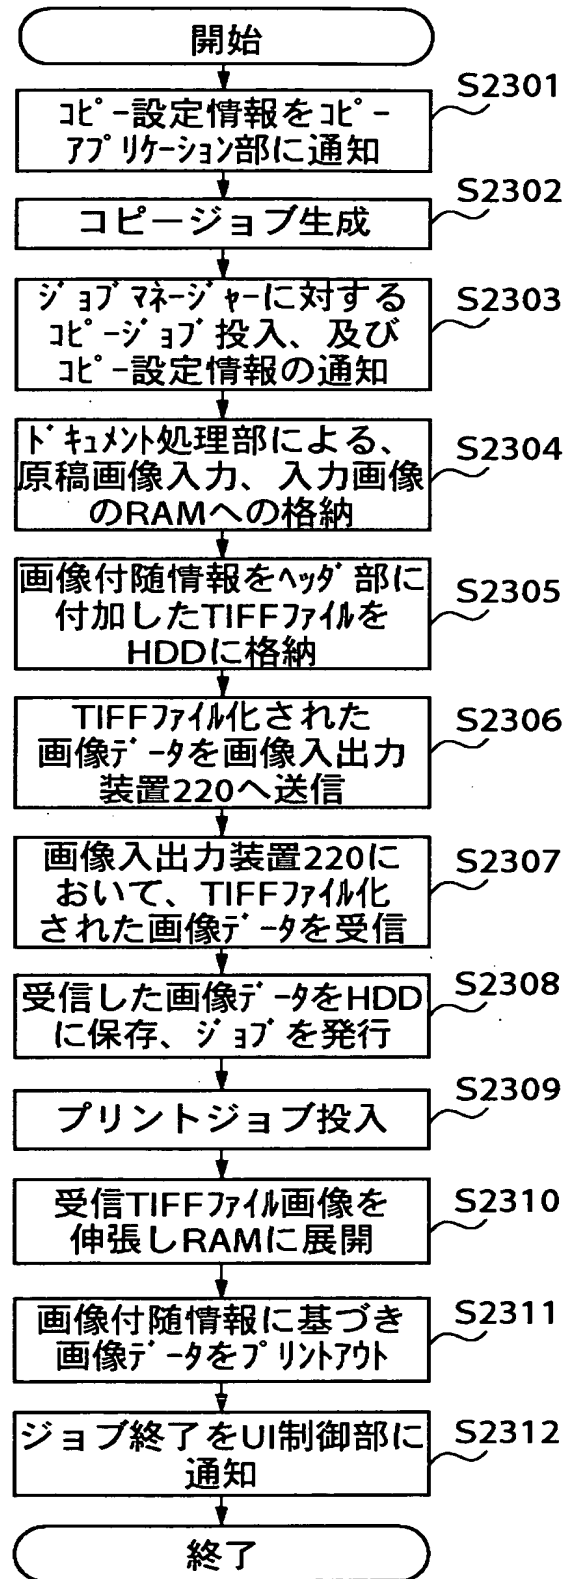 開始
S2301
コピー設定情報をコピー
アプリケーション部に通知
S2302
コピージョブ生成
S2303
ジョブマネージャーに対する
コピージョブ投入、及び
コピー設定情報の通知
S2304
ドキュメント処理部による、
原稿画像入力、入力画像
のRAMへの格納
S2305
画像付随情報をヘッダ部に
付加したTIFFファイルを
HDDに格納
S2306
TIFFファイル化された
画像データを画像入出力
装置220へ送信
S2307
画像入出力装置220に
おいて、TIFFファイル化
された画像データを受信
S2308
受信した画像データをHDD
に保存、ジョブを発行
S2309
プリントジョブ投入
S2310
受信TIFFファイル画像を
伸張しRAMに展開
S2311
画像付随情報に基づき
画像データをプリントアウト
S2312
ジョブ終了をUI制御部に
通知
終了